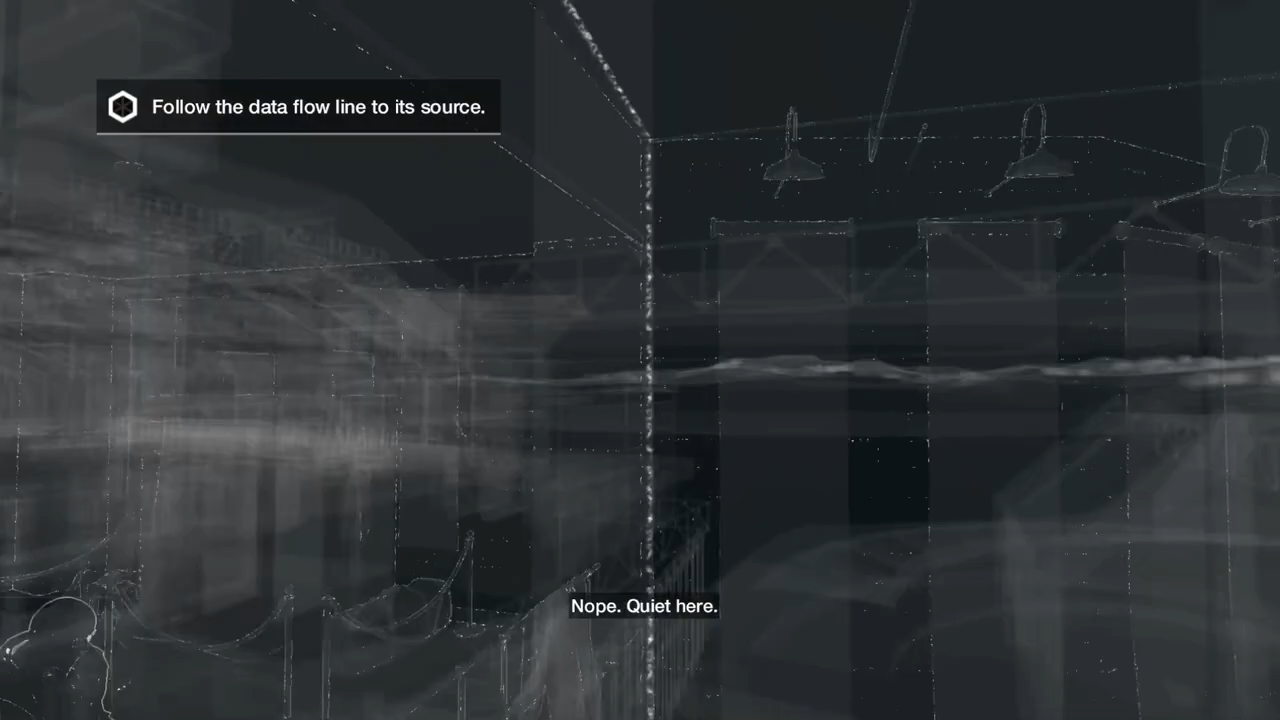 Follow the data flow line to its source.
Nope. Quiet here.